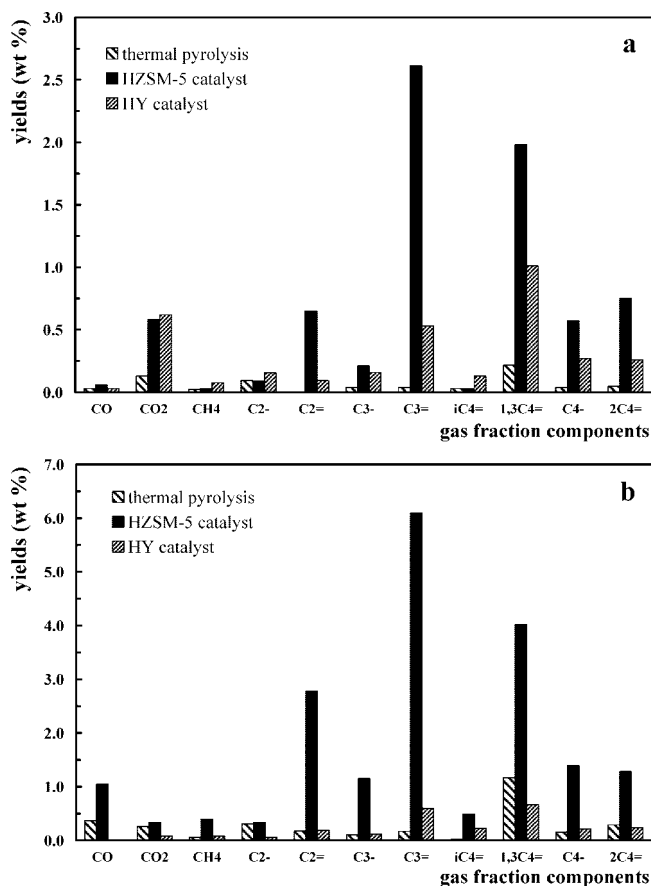 3.0
a
thermal pyrolysis
HZSM-5 catalyst
HY catalyst
2.5
2.0
1.5
1.0
0.5
0.0
yields (wt %)
CO CO2 CH4 C2- C2= C3- C3= iC4= 1,3C4= C4- 2C4=
gas fraction components
7.0
b
thermal pyrolysis
HZSM-5 catalyst
HY catalyst
6.0
5.0
4.0
3.0
2.0
1.0
0.0
yields (wt %)
CO CO2 CH4 C2- C2= C3- C3= iC4= 1,3C4= C4- 2C4=
gas fraction components